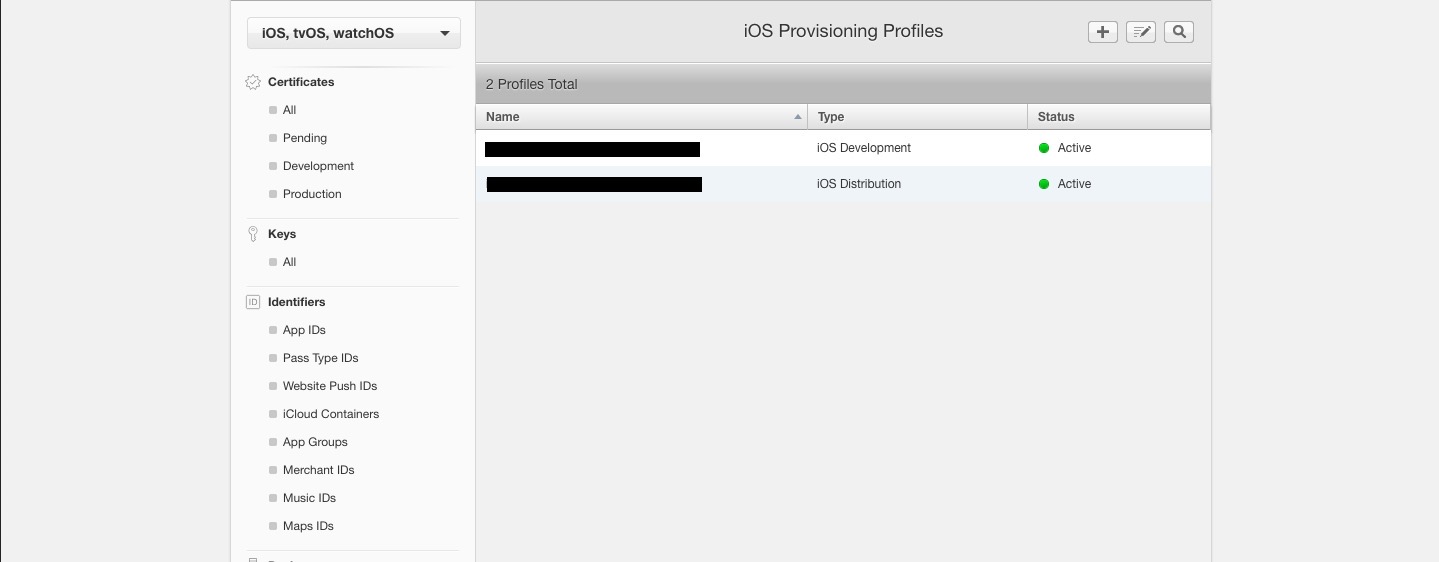 iOS, tvOS, watchOS
Certificates
All
Pending
Development
Production
Keys
All
ID Identifiers
App IDs
Pass Type IDs
Website Push IDs
iCloud Containers
App Groups
Merchant IDs
Music IDs
Maps IDs
iOS Provisioning Profiles
2 Profiles Total
Name Type Status
iOS Development Active
iOS Distribution Active